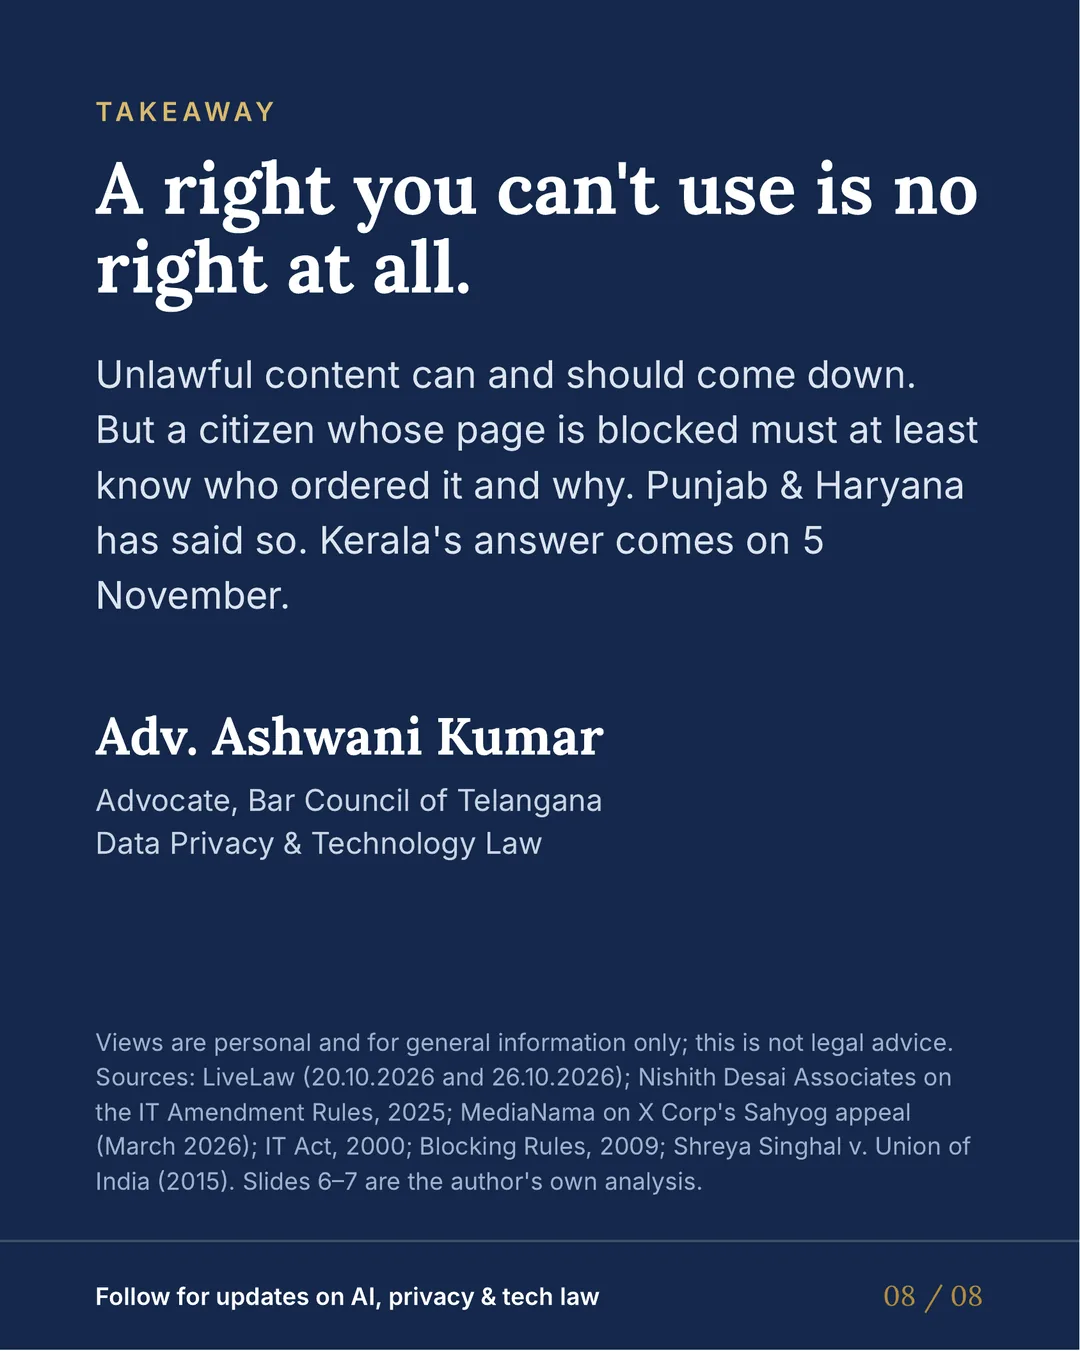 TAKEAWAY
A right you can't use is no
right at all.
Unlawful content can and should come down.
But a citizen whose page is blocked must at least
know who ordered it and why. Punjab & Haryana
has said so. Kerala's answer comes on 5
November.
Adv. Ashwani Kumar
Advocate, Bar Council of Telangana
Data Privacy & Technology Law
Views are personal and for general information only; this is not legal advice.
Sources: LiveLaw (20.10.2026 and 26.10.2026); Nishith Desai Associates on
the IT Amendment Rules, 2025; MediaNama on X Corp's Sahyog appeal
(March 2026); IT Act, 2000; Blocking Rules, 2009; Shreya Singhal v. Union of
India (2015). Slides 6–7 are the author's own analysis.
Follow for updates on AI, privacy & tech law
08 / 08